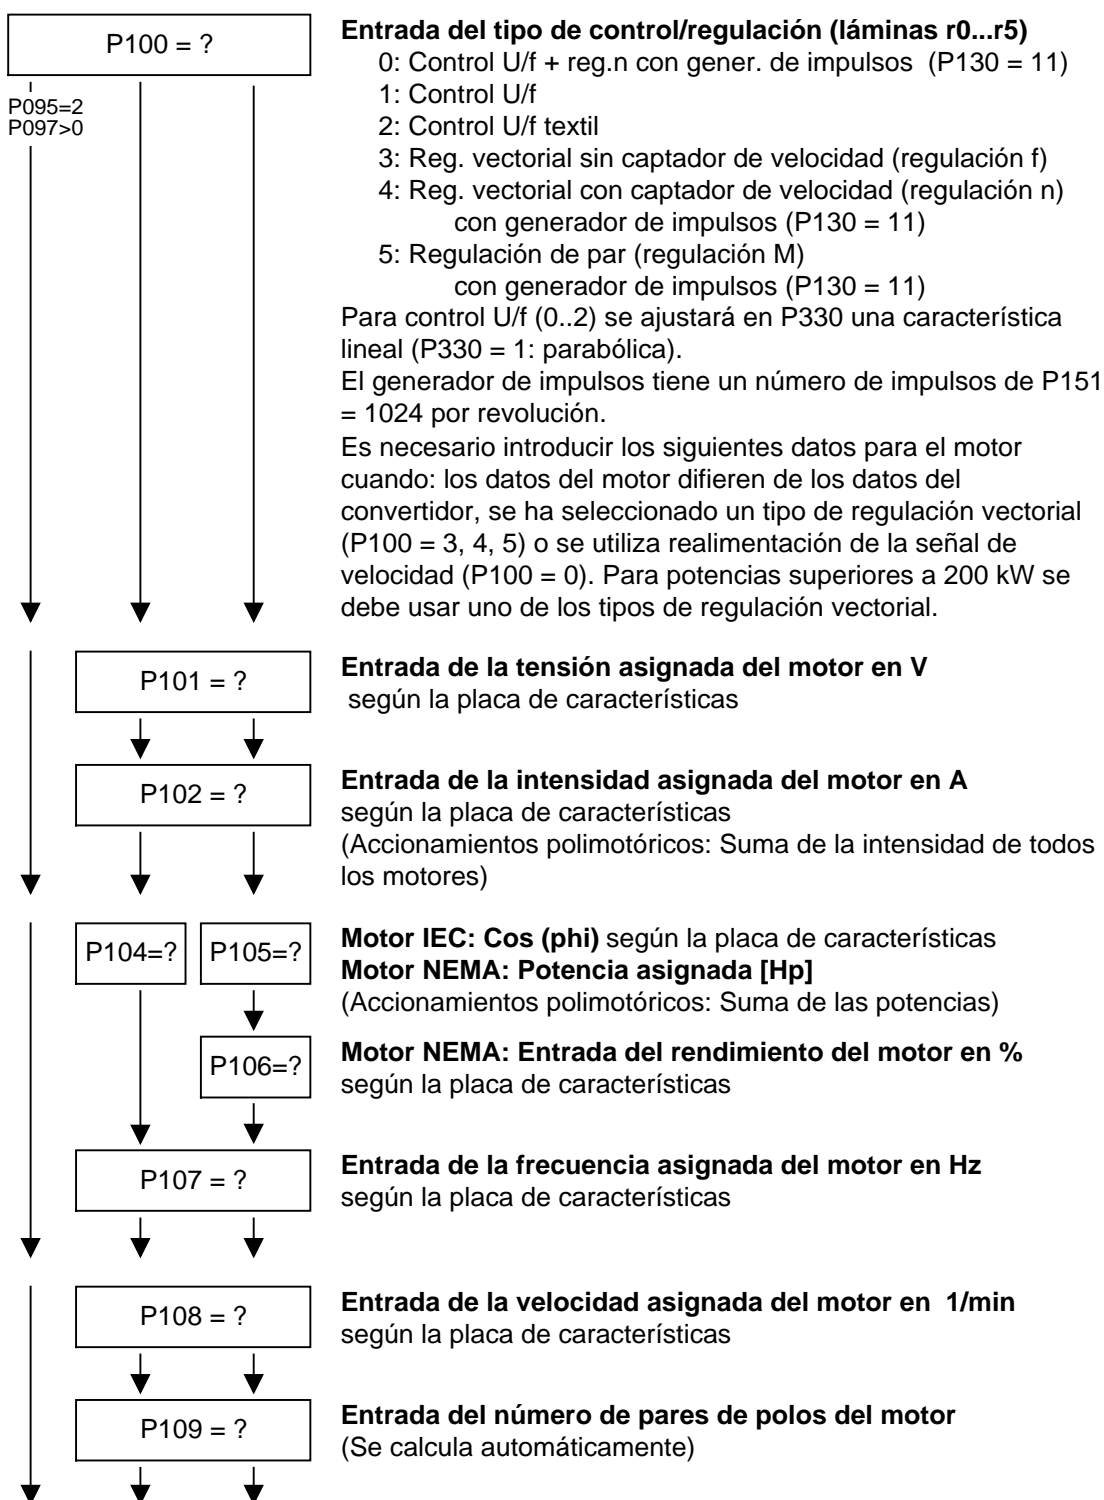 P100 = ?
P095=2
P097>0
Entrada del tipo de control/regulación (láminas r0...r5)
0: Control U/f + reg.n con gener. de impulsos (P130 = 11)
1: Control U/f
2: Control U/f textil
3: Reg. vectorial sin captador de velocidad (regulación f)
4: Reg. vectorial con captador de velocidad (regulación n)
con generador de impulsos (P130 = 11)
5: Regulación de par (regulación M)
con generador de impulsos (P130 = 11)
Para control U/f (0..2) se ajustará en P330 una característica
lineal (P330 = 1: parabólica).
El generador de impulsos tiene un número de impulsos de P151
= 1024 por revolución.
Es necesario introducir los siguientes datos para el motor
cuando: los datos del motor difieren de los datos del
convertidor, se ha seleccionado un tipo de regulación vectorial
(P100 = 3, 4, 5) o se utiliza realimentación de la señal de
velocidad (P100 = 0). Para potencias superiores a 200 kW se
debe usar uno de los tipos de regulación vectorial.
P101 = ?
Entrada de la tensión asignada del motor en V
según la placa de características
P102 = ?
Entrada de la intensidad asignada del motor en A
según la placa de características
(Accionamientos polimotóricos: Suma de la intensidad de todos
los motores)
P104=?
P105=?
Motor IEC: Cos (phi) según la placa de características
Motor NEMA: Potencia asignada [Hp]
(Accionamientos polimotóricos: Suma de las potencias)
P106=?
Motor NEMA: Entrada del rendimiento del motor en %
según la placa de características
P107 = ?
Entrada de la frecuencia asignada del motor en Hz
según la placa de características
P108 = ?
Entrada de la velocidad asignada del motor en 1/min
según la placa de características
P109 = ?
Entrada del número de pares de polos del motor
(Se calcula automáticamente)